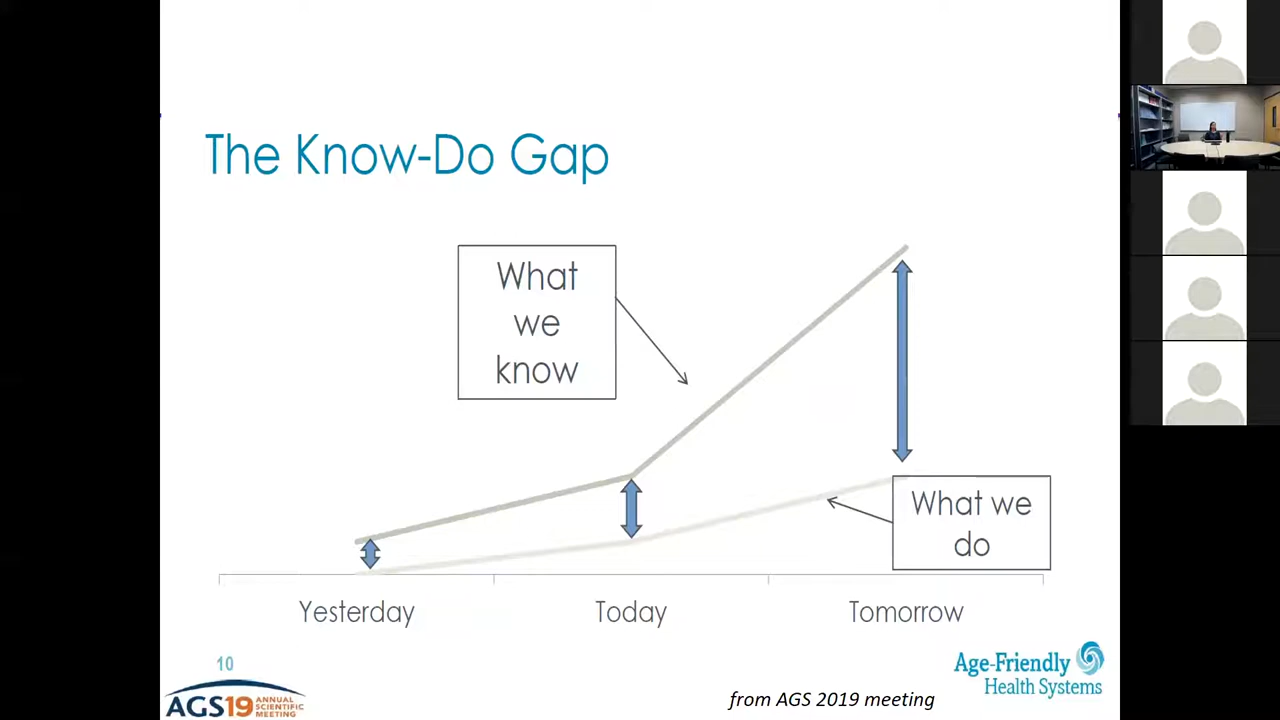 The Know-Do Gap
What
we
know
What we
do
Yesterday
Today
Tomorrow
10
AGS19 ANNUAL
SCIENTIFIC
MEETING
from AGS 2019 meeting
Age-Friendly
Health Systems